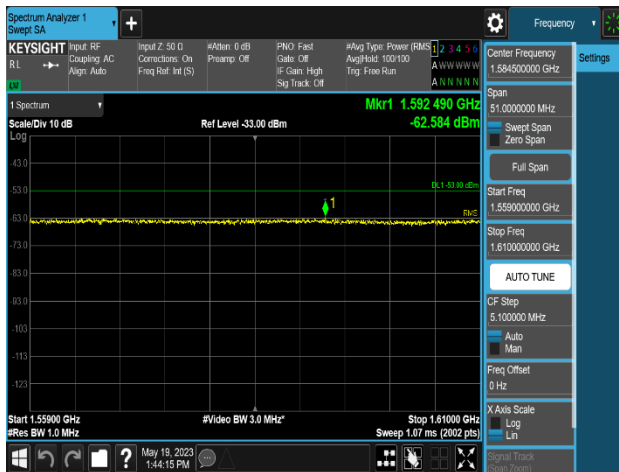 Spectrum Analyzer 1
Swept SA
+
Frequency
KEYSIGHT
RL
Input: RF
Coupling: AC
Align: Auto
Input Z: 50 Ω
Corrections: On
Freq Ref: Int (S)
#Atten: 0 dB
Preamp: Off
PNO: Fast
Gate: Off
IF Gain: High
Sig Track: Off
#Avg Type: Power (RMS
Avg|Hold: 100/100
Trig: Free Run
1 2 3 4 5 6
A W W W W W
A N N N N N
1 Spectrum
Scale/Div 10 dB
Log
Ref Level -33.00 dBm
Mkr1 1.592 490 GHz
-62.584 dBm
-43.0
-53.0
-63.0
-73.0
-83.0
-93.0
-103
-113
-123
DL1 -53.00 dBm
1
RMS
Start 1.55900 GHz
#Res BW 1.0 MHz
#Video BW 3.0 MHz*
Stop 1.61000 GHz
Sweep 1.07 ms (2002 pts)
?
May 19, 2023
1:44:15 PM
Settings
Center Frequency
1.584500000 GHz
Span
51.0000000 MHz
Swept Span
Zero Span
Full Span
Start Freq
1.559000000 GHz
Stop Freq
1.610000000 GHz
AUTO TUNE
CF Step
5.100000 MHz
Auto
Man
Freq Offset
0 Hz
X Axis Scale
Log
Lin
Signal Track
(Span Zoom)